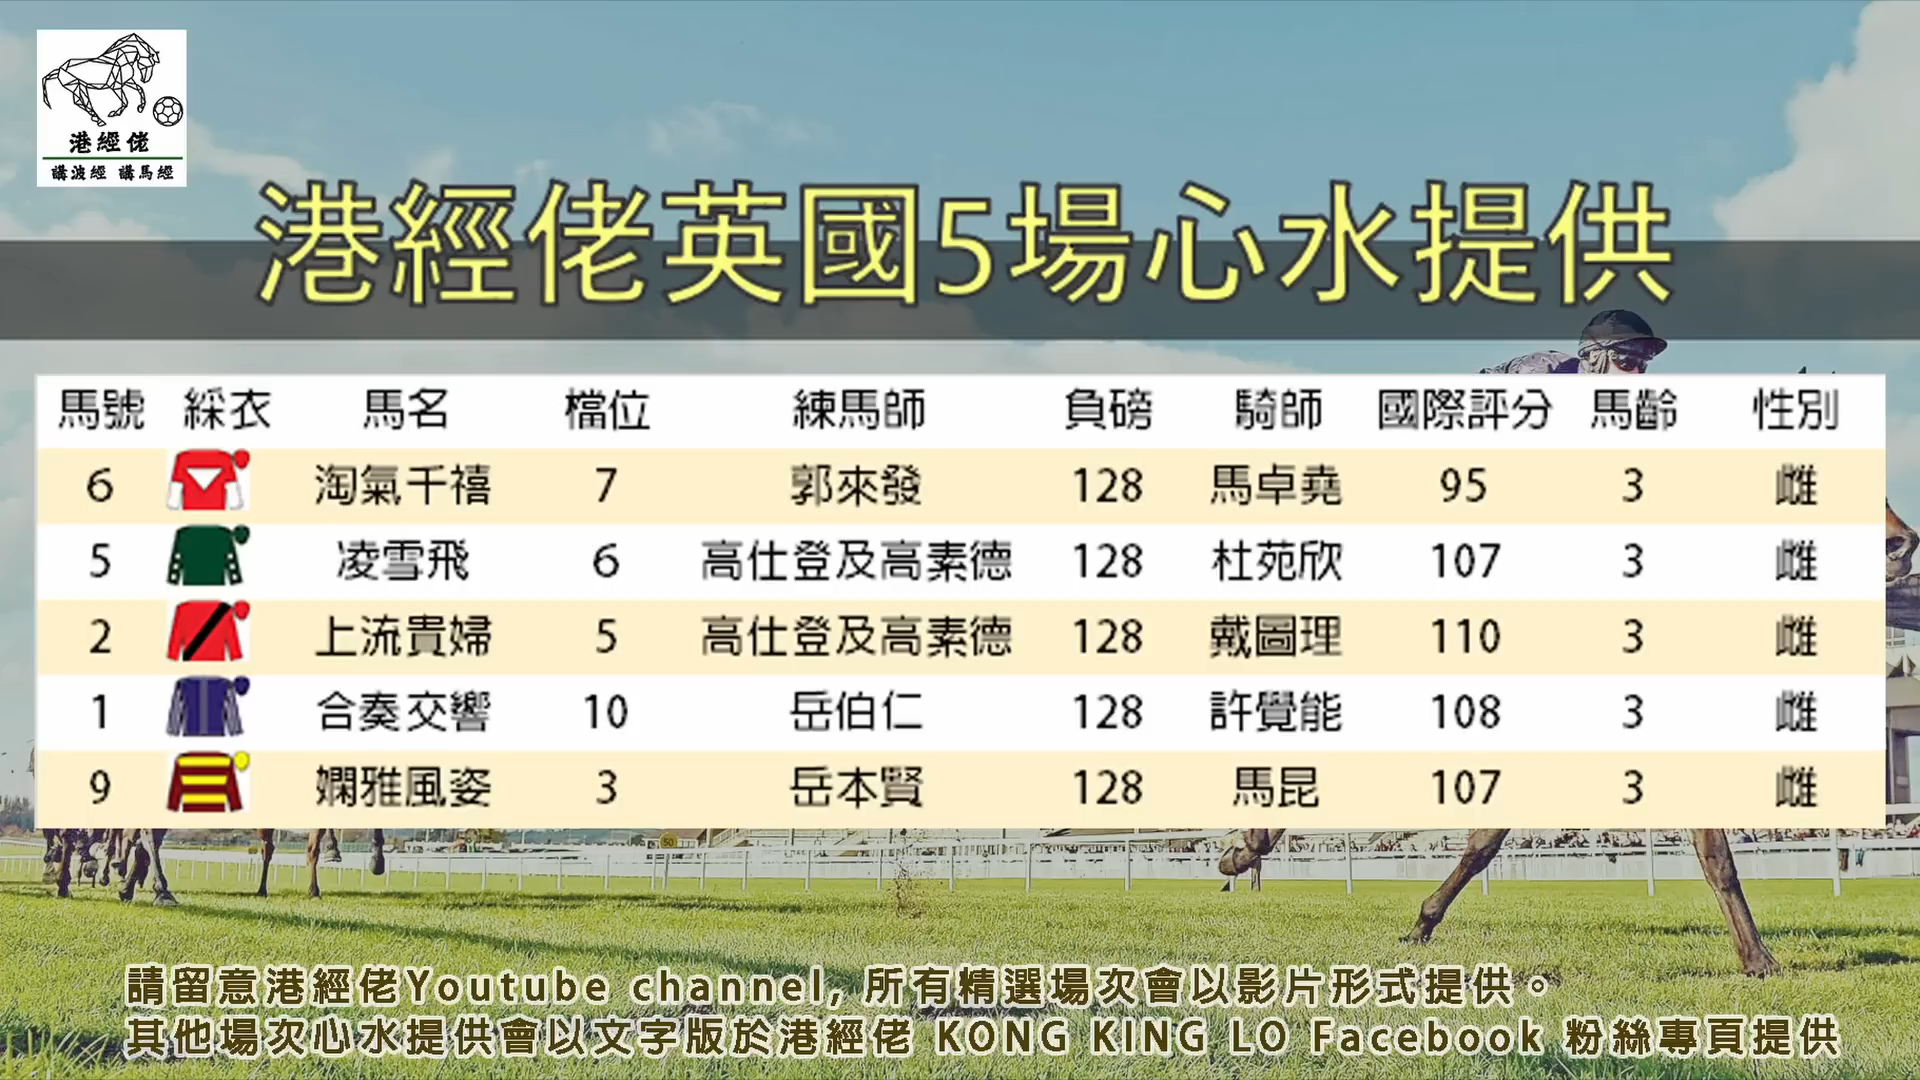 港經佬
講波經 講馬經
港經佬英國5場心水提供
馬號 綵衣 馬名 檔位 練馬師 負磅 騎師 國際評分 馬齡 性別
6 淘氣千禧 7 郭來發 128 馬卓堯 95 3 雌
5 凌雪飛 6 高仕登及高素德 128 杜苑欣 107 3 雌
2 上流貴婦 5 高仕登及高素德 128 戴圖理 110 3 雌
1 合奏交響 10 岳伯仁 128 許覺能 108 3 雌
9 嫻雅風姿 3 岳本賢 128 馬昆 107 3 雌
50
請留意港經佬Youtube channel, 所有精選場次會以影片形式提供。
其他場次心水提供會以文字版於港經佬 KONG KING LO Facebook 粉絲專頁提供